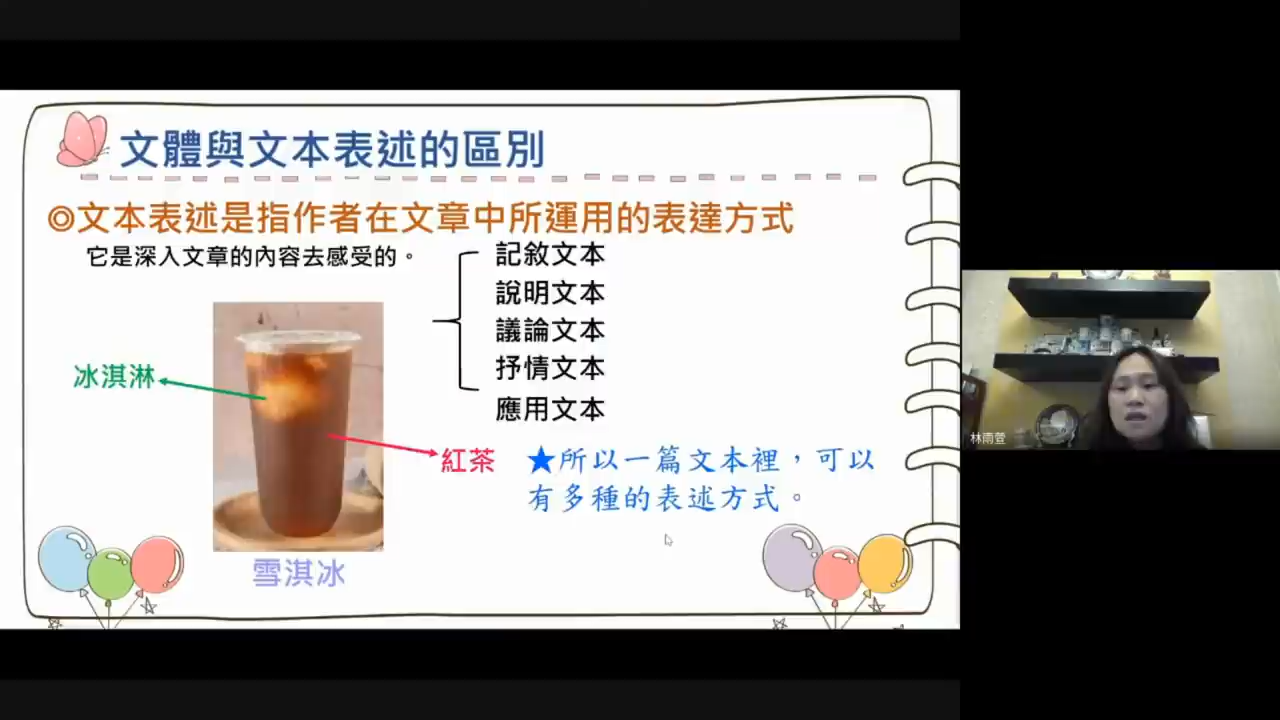 文體與文本表述的區別
◎文本表述是指作者在文章中所運用的表達方式
它是深入文章的內容去感受的。
記敘文本
說明文本
議論文本
抒情文本
應用文本
冰淇淋
紅茶
★所以一篇文本裡，可以
有多種的表述方式。
雪淇冰
林雨萱